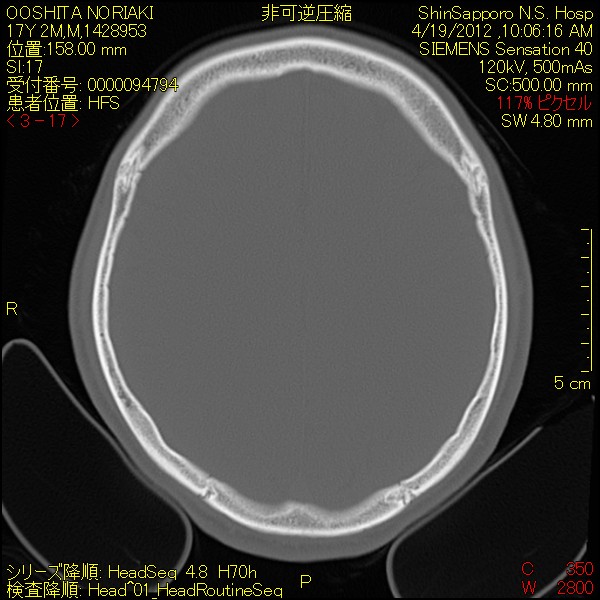 OOSHITA NORIAKI
17Y 2M,M,1428953
位置:158.00 mm
SI:17
受付番号: 0000094794
患者位置: HFS
<3-17>
非可逆圧縮
ShinSapporo N.S. Hosp
4/19/2012 ,10:06:16 AM
SIEMENS Sensation 40
120kV, 500mAs
SC:500.00 mm
117% ピクセル
SW 4.80 mm
R
5 cm
シリーズ降順: HeadSeq 4.8 H70h
検査降順: Head^01_HeadRoutineSeq
P
C 350
W 2800